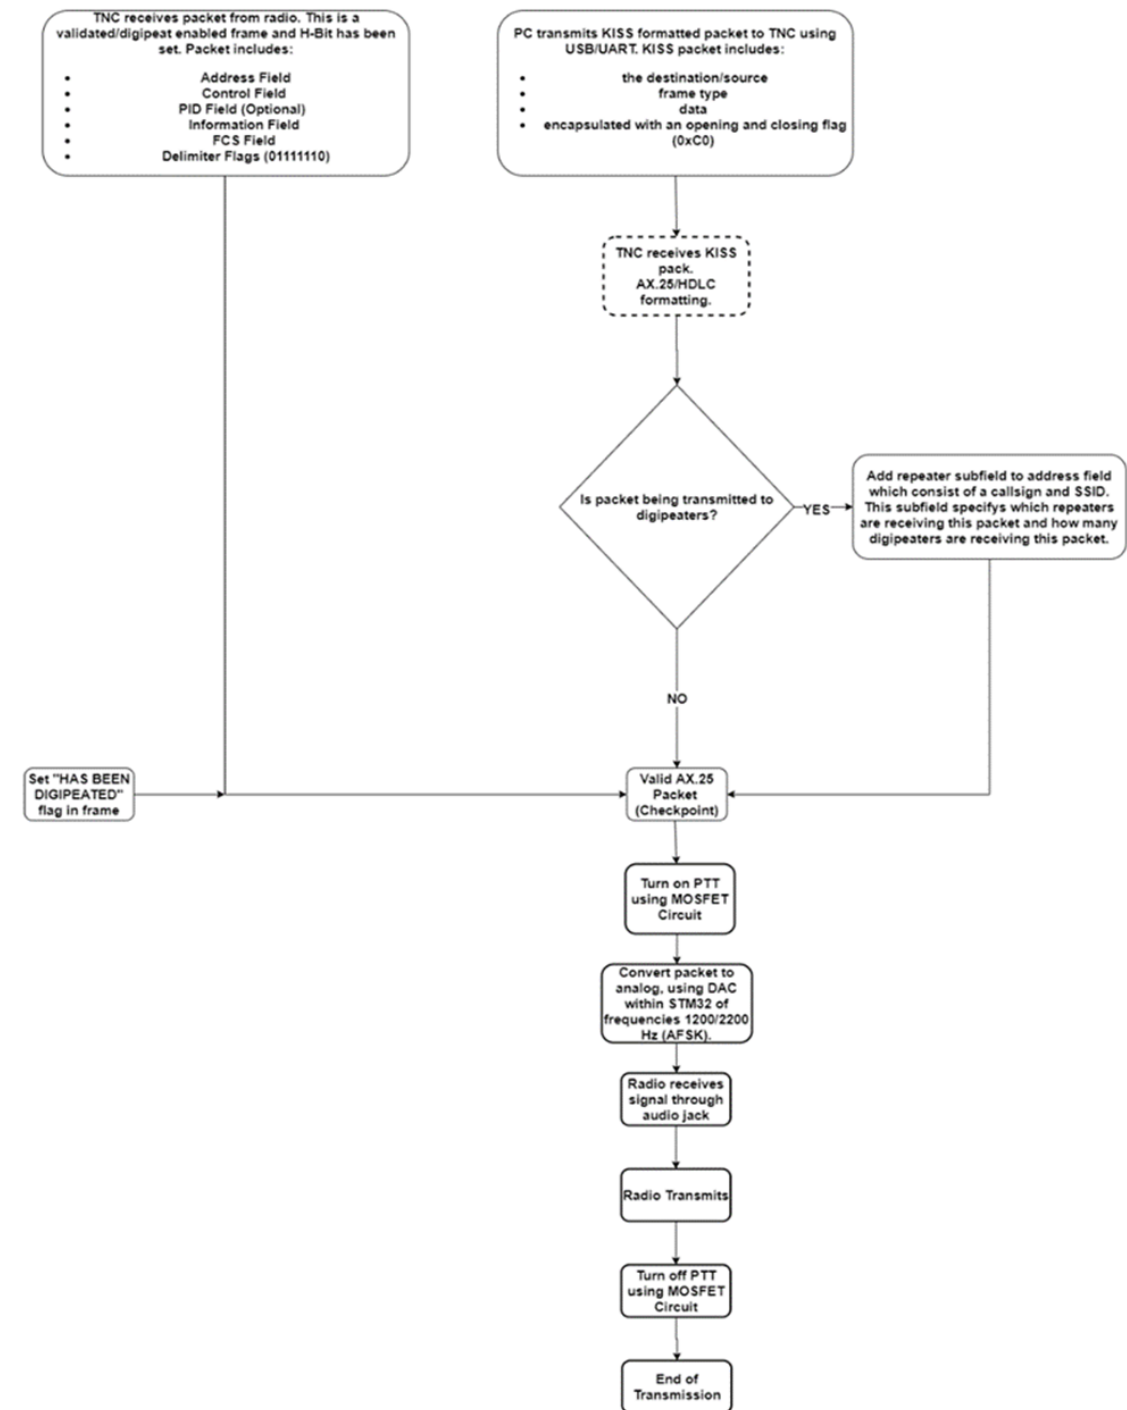 TNC receives packet from radio. This is a
validated/digipeat enabled frame and H-Bit has been
set. Packet includes:
• Address Field
• Control Field
• PID Field (Optional)
• Information Field
• FCS Field
• Delimiter Flags (01111110)
PC transmits KISS formatted packet to TNC using
USB/UART. KISS packet includes:
• the destination/source
• frame type
• data
• encapsulated with an opening and closing flag
(0xC0)
TNC receives KISS
pack.
AX.25/HDLC
formatting.
Is packet being transmitted to
digipeaters?
YES
Add repeater subfield to address field
which consist of a callsign and SSID.
This subfield specifys which repeaters
are receiving this packet and how many
digipeaters are receiving this packet.
NO
Set "HAS BEEN
DIGIPEATED"
flag in frame
Valid AX.25
Packet
(Checkpoint)
Turn on PTT
using MOSFET
Circuit
Convert packet to
analog, using DAC
within STM32 of
frequencies 1200/2200
Hz (AFSK).
Radio receives
signal through
audio jack
Radio Transmits
Turn off PTT
using MOSFET
Circuit
End of
Transmission